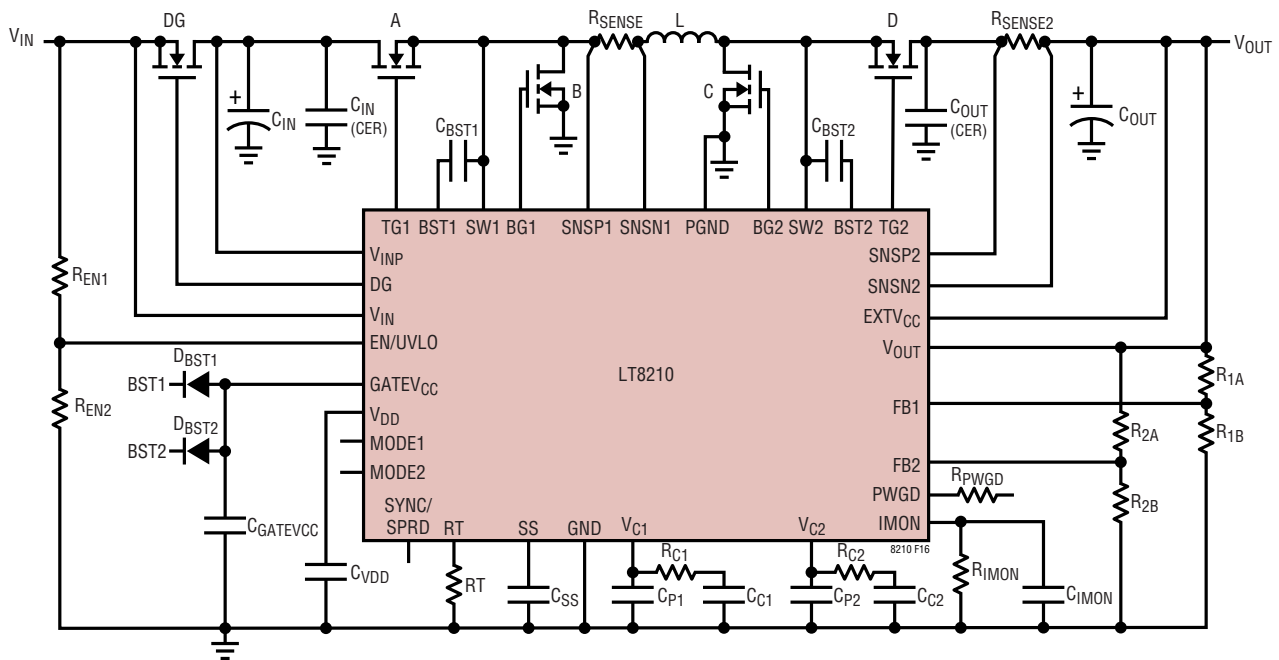 DG A RSENSE L D RSENSE2
VIN VOUT
+ CIN CIN (CER) B C COUT (CER) + COUT
CBST1 CBST2
TG1 BST1 SW1 BG1 SNSP1 SNSN1 PGND BG2 SW2 BST2 TG2
VINP SNSP2
REN1 DG SNSN2
VIN EXTVCC
EN/UVLO VOUT
DBST1
BST1 GATEVCC LT8210 R1A
REN2 VDD FB1
DBST2 MODE1 R2A R1B
BST2 MODE2 FB2
RPWGD
PWGD R2B
SYNC/SPRD RT SS GND VC1 VC2 IMON
CGATEVCC 8210 F16
RC1 RC2 RIMON
CVDD RT CSS CP1 CC1 CP2 CC2 CIMON